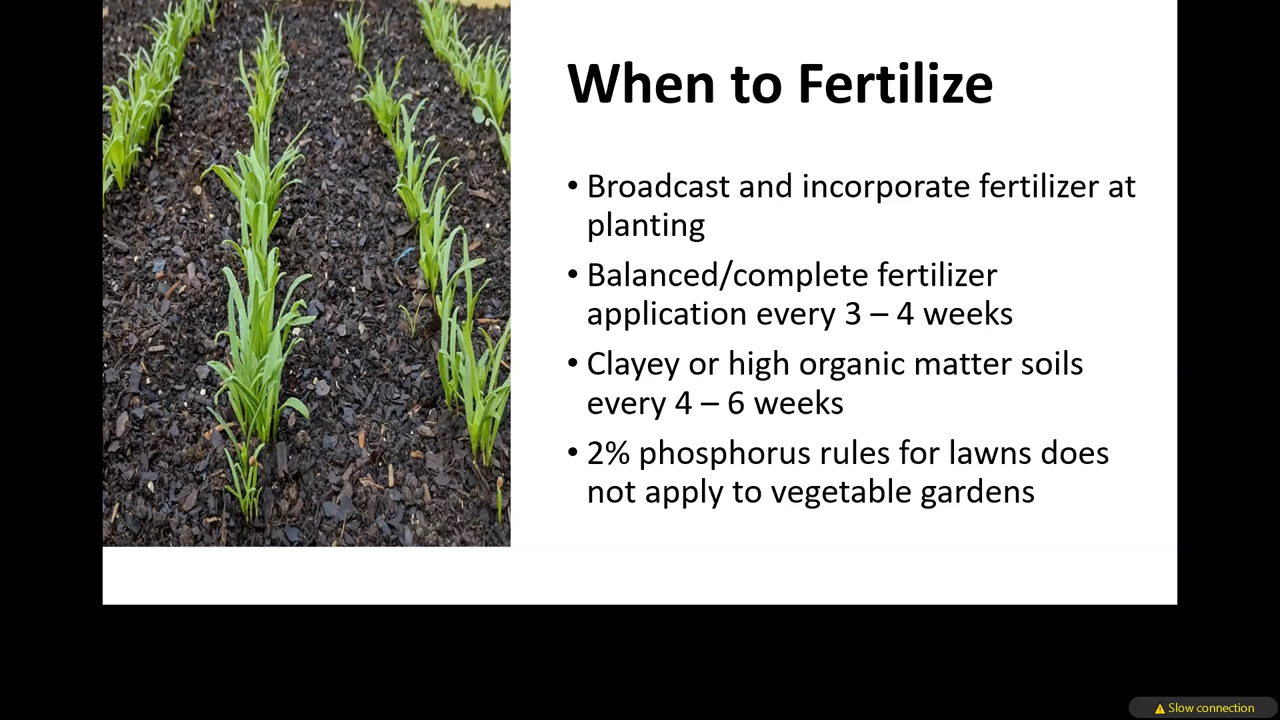 When to Fertilize
• Broadcast and incorporate fertilizer at
planting
• Balanced/complete fertilizer
application every 3 – 4 weeks
• Clayey or high organic matter soils
every 4 – 6 weeks
• 2% phosphorus rules for lawns does
not apply to vegetable gardens
Slow connection